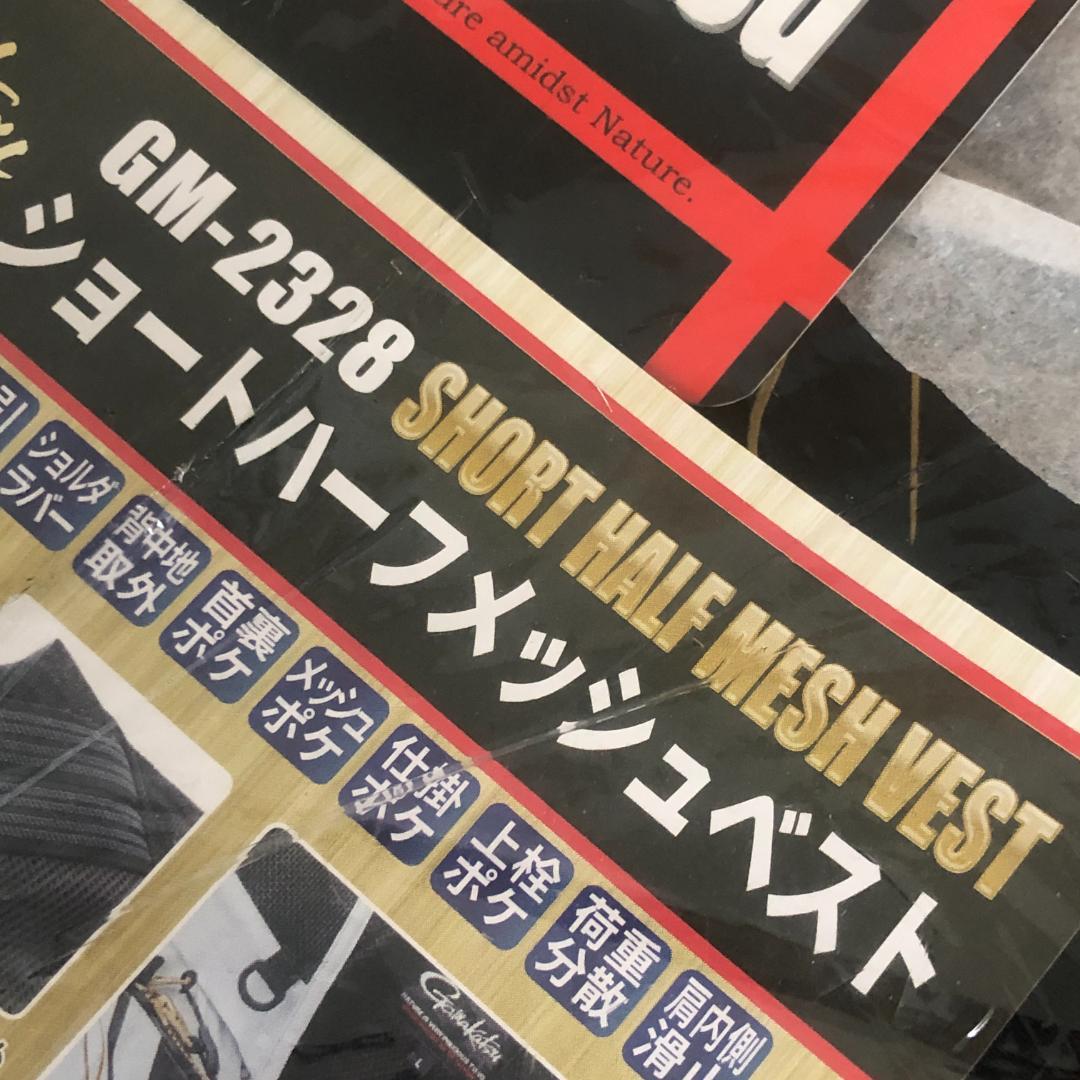 amidst Nature.
GM-2328 SHORT HALF MESH VEST
ショートハーフメッシュベスト
ショルダ
ラバー
背中地
取外
首裏
ポケ
メッシュ
ポケ
仕掛
ポケ
上栓
ポケ
荷重
分散
肩内側
滑
Gamakatsu
L